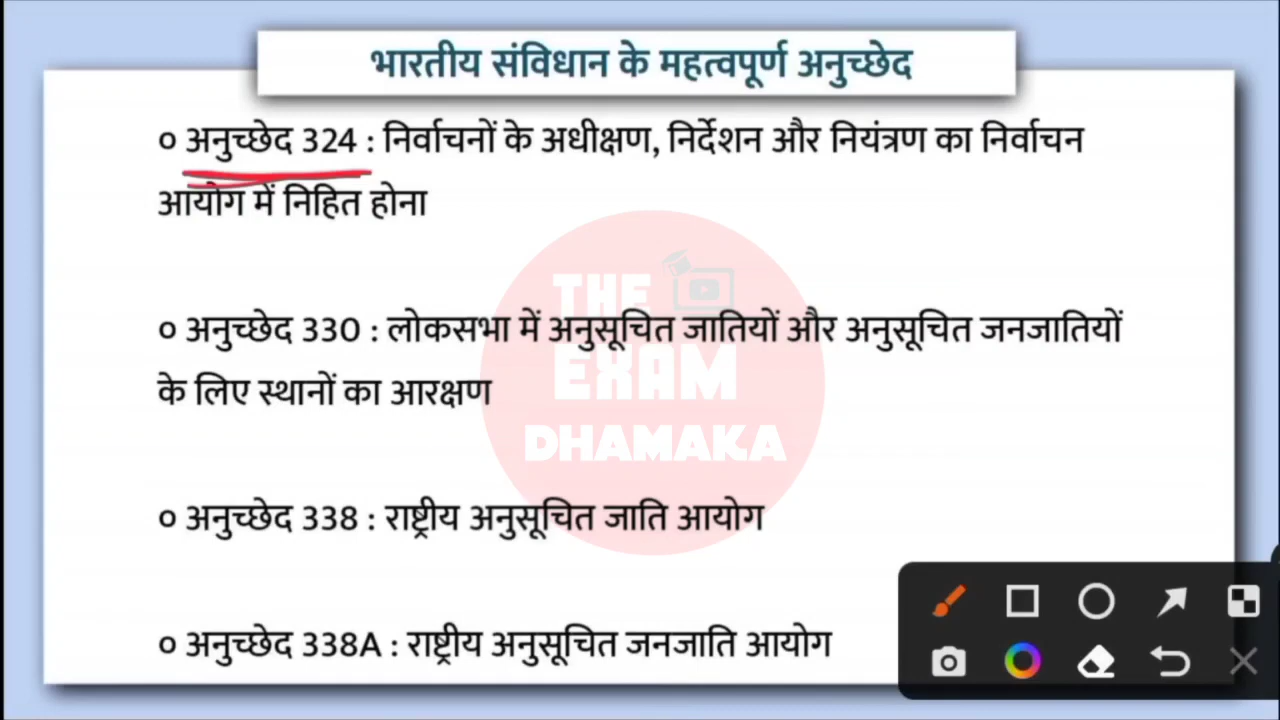 भारतीय संविधान के महत्वपूर्ण अनुच्छेद
o अनुच्छेद 324 : निर्वाचनों के अधीक्षण, निर्देशन और नियंत्रण का निर्वाचन
आयोग में निहित होना
THE
o अनुच्छेद 330 : लोकसभा में अनुसूचित जातियों और अनुसूचित जनजातियों
EXAM
के लिए स्थानों का आरक्षण
DHAMAKA
o अनुच्छेद 338 : राष्ट्रीय अनुसूचित जाति आयोग
o अनुच्छेद 338A : राष्ट्रीय अनुसूचित जनजाति आयोग